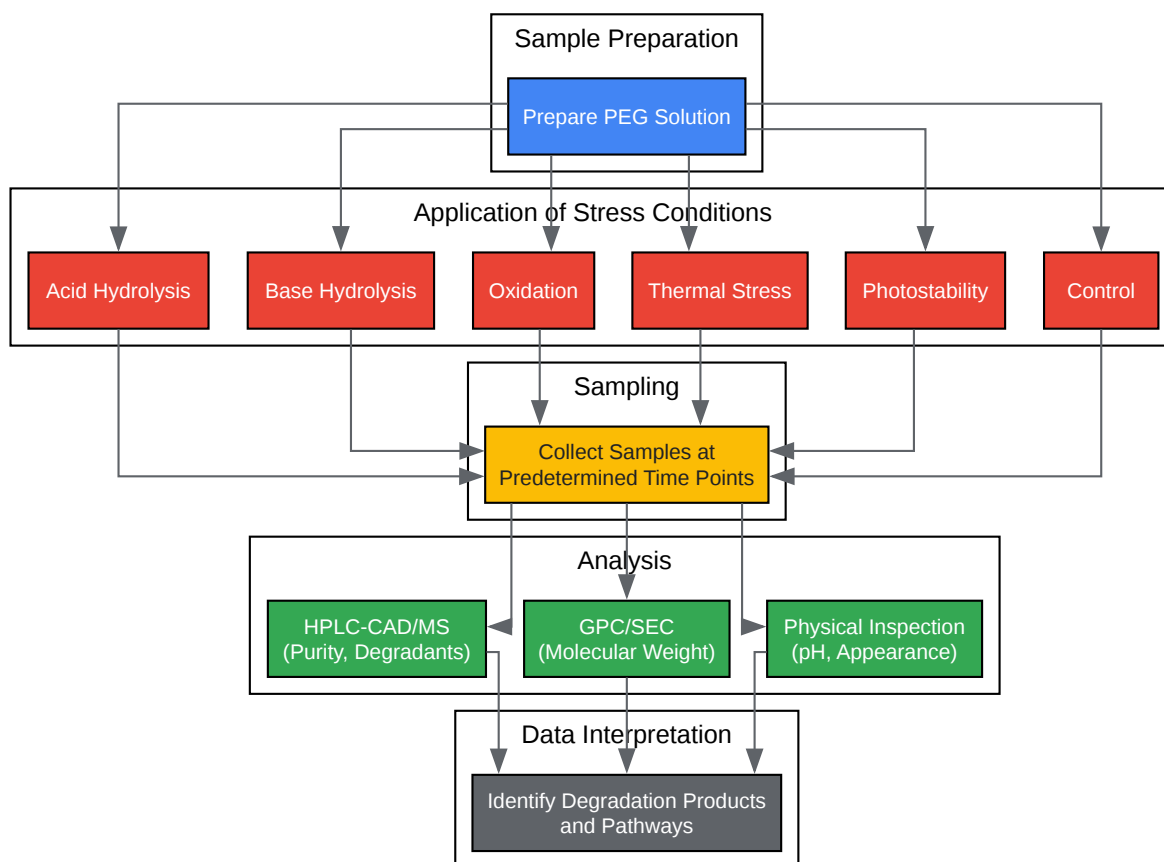 Sample Preparation
Prepare PEG Solution
Application of Stress Conditions
Acid Hydrolysis
Base Hydrolysis
Oxidation
Thermal Stress
Photostability
Control
Sampling
Collect Samples at
Predetermined Time Points
Analysis
HPLC-CAD/MS
(Purity, Degradants)
GPC/SEC
(Molecular Weight)
Physical Inspection
(pH, Appearance)
Data Interpretation
Identify Degradation Products
and Pathways